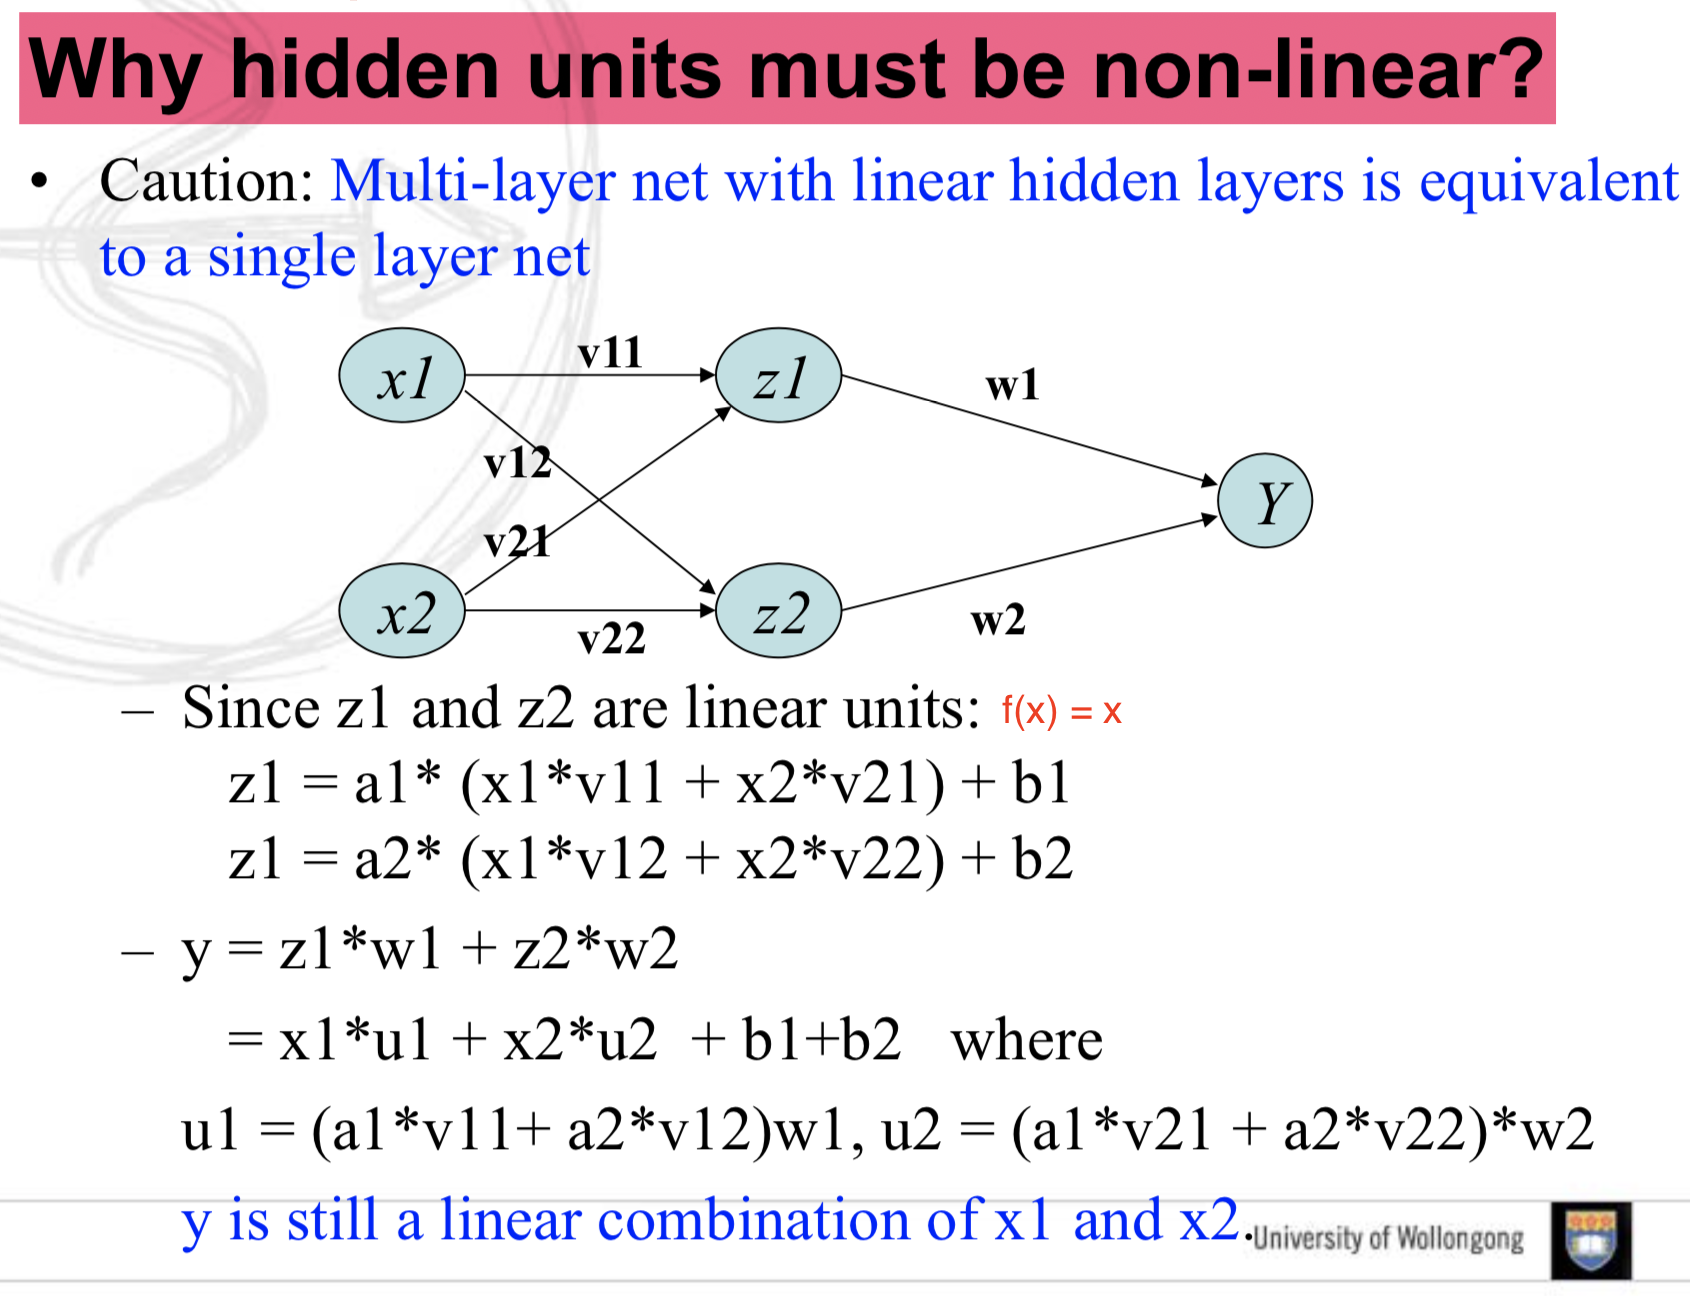 Why hidden units must be non-linear?
• Caution: Multi-layer net with linear hidden layers is equivalent
to a single layer net
x1
v11
z1
w1
v12
Y
v21
x2
v22
z2
w2
– Since z1 and z2 are linear units: f(x) = x
z1 = a1* (x1*v11 + x2*v21) + b1
z1 = a2* (x1*v12 + x2*v22) + b2
– y = z1*w1 + z2*w2
= x1*u1 + x2*u2 + b1+b2 where
u1 = (a1*v11+ a2*v12)w1, u2 = (a1*v21 + a2*v22)*w2
y is still a linear combination of x1 and x2.
University of Wollongong